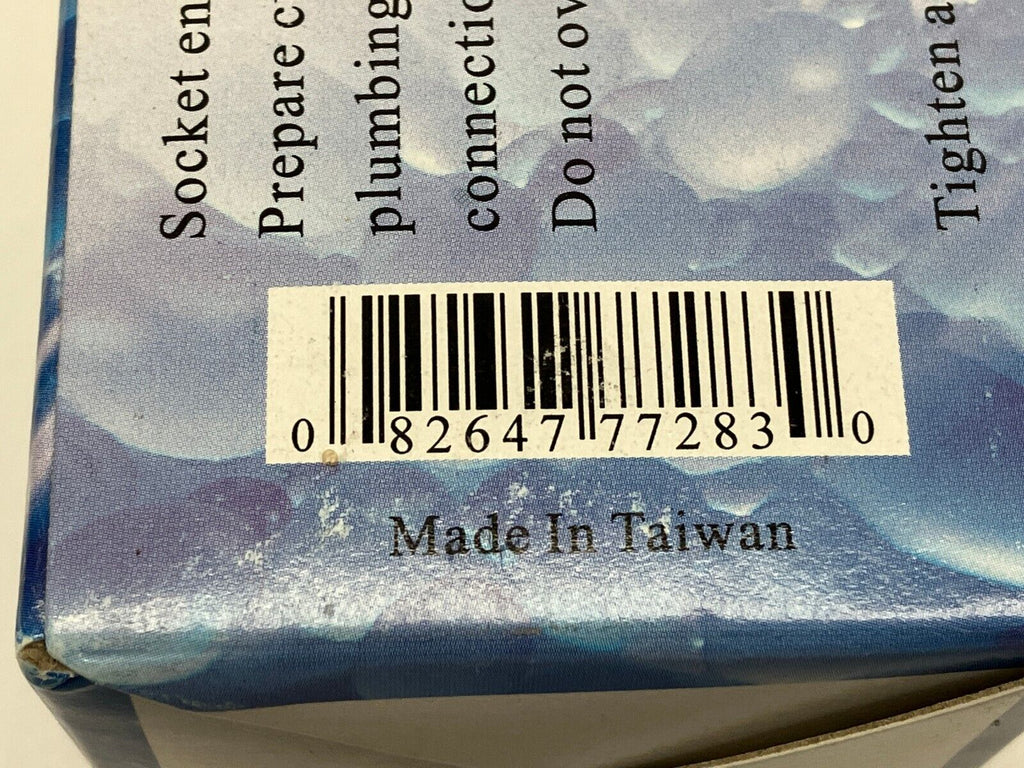 Socket en
Prepare c
plumbing
connectio
Do not ov
Tighten a
0 82647 77283 0
Made In Taiwan